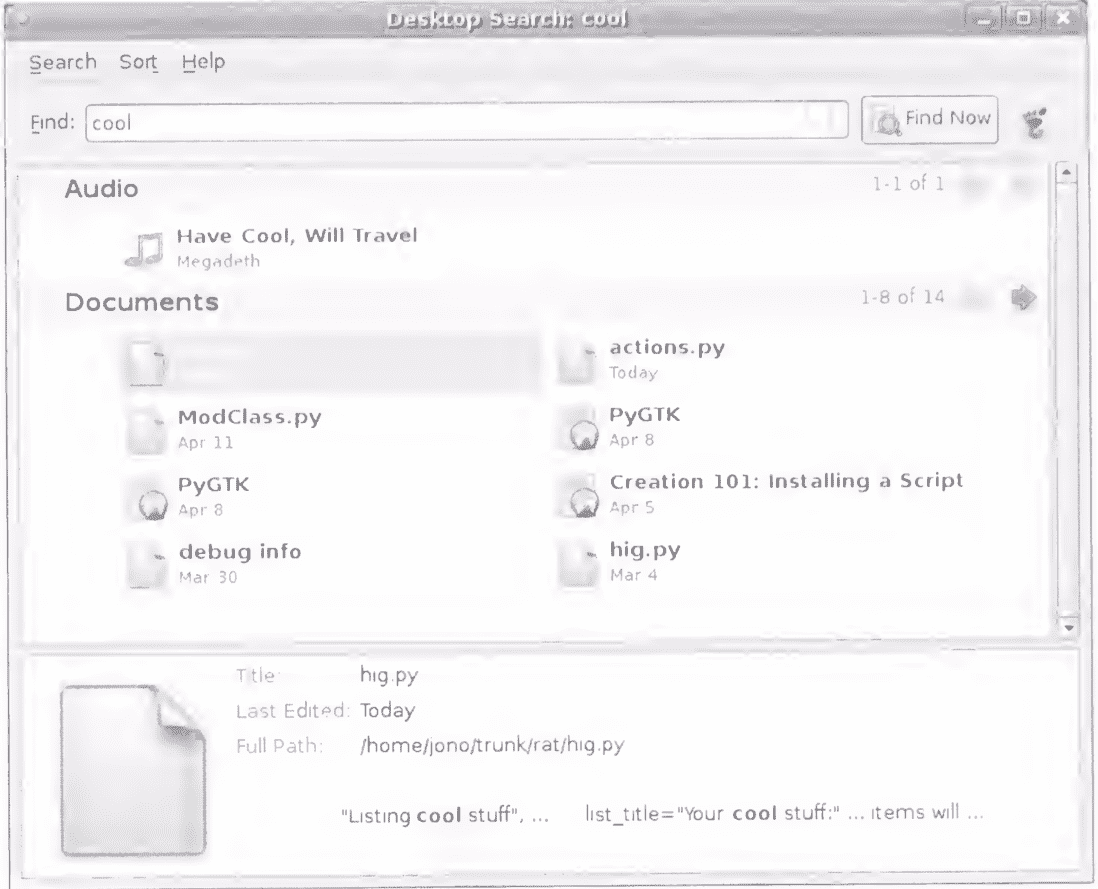 Desktop Search: cool
Search Sort Help
Find: cool Find Now
Audio 1-1 of 1
Have Cool, Will Travel
Megadeth
Documents 1-8 of 14
actions.py
Today
ModClass.py
Apr 11
PyGTK
Apr 8
PyGTK
Apr 8
Creation 101: Installing a Script
Apr 5
debug info
Mar 30
hig.py
Mar 4
Title: hig.py
Last Edited: Today
Full Path: /home/jono/trunk/rat/hig.py
"Listing cool stuff", ... list_title="Your cool stuff:" ... items will ...